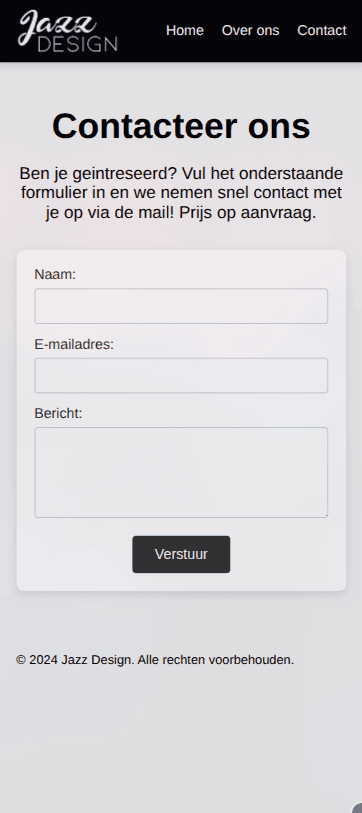 Jazz
DESIGN
Home Over ons Contact
Contacteer ons
Ben je geintreseerd? Vul het onderstaande
formulier in en we nemen snel contact met
je op via de mail! Prijs op aanvraag.
Naam:
E-mailadres:
Bericht:
Verstuur
© 2024 Jazz Design. Alle rechten voorbehouden.